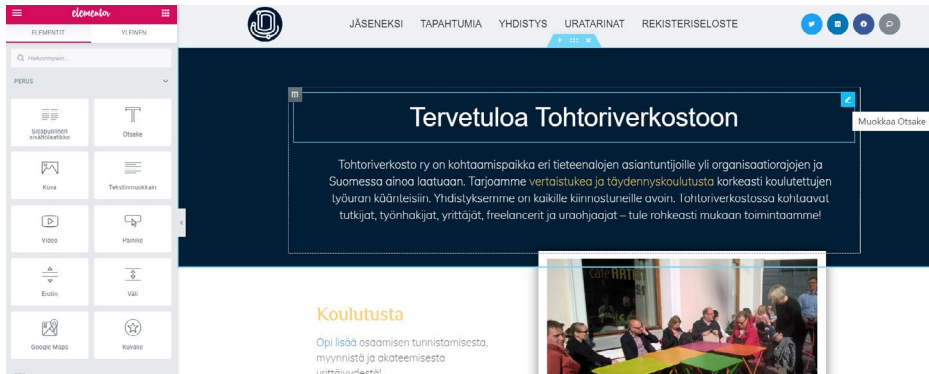 elementor
ELEMENTIT YLEINEN
Hakuvimpain...
PERUS
Sisäpuolinen sisältölaatikko
Otsake
Kuva
Tekstinmuokkain
Video
Painike
Erotin
Väli
Google Maps
Kuvake
JÄSENEKSI TAPAHTUMIA YHDISTYS URATARINAT REKISTERISELOSTE
Tervetuloa Tohtoriverkostoon
Muokkaa Otsake
Tohtoriverkosto ry on kohtaamispaikka eri tieteenalojen asiantuntijoille yli organisaatiorajojen ja
Suomessa ainoa laatuaan. Tarjoamme vertaistukea ja täydennyskoulutusta korkeasti koulutettujen
työuran käänteisiin. Yhdistyksemme on kaikille kiinnostuneille avoin. Tohtoriverkostossa kohtaavat
tutkijat, työnhakijat, yrittäjät, freelancerit ja uraohjaajat – tule rohkeasti mukaan toimintaamme!
Koulutusta
Opi lisää osaamisen tunnistamisesta,
myynnistä ja akateemisesta
yrittäjyydestä!
Cafe